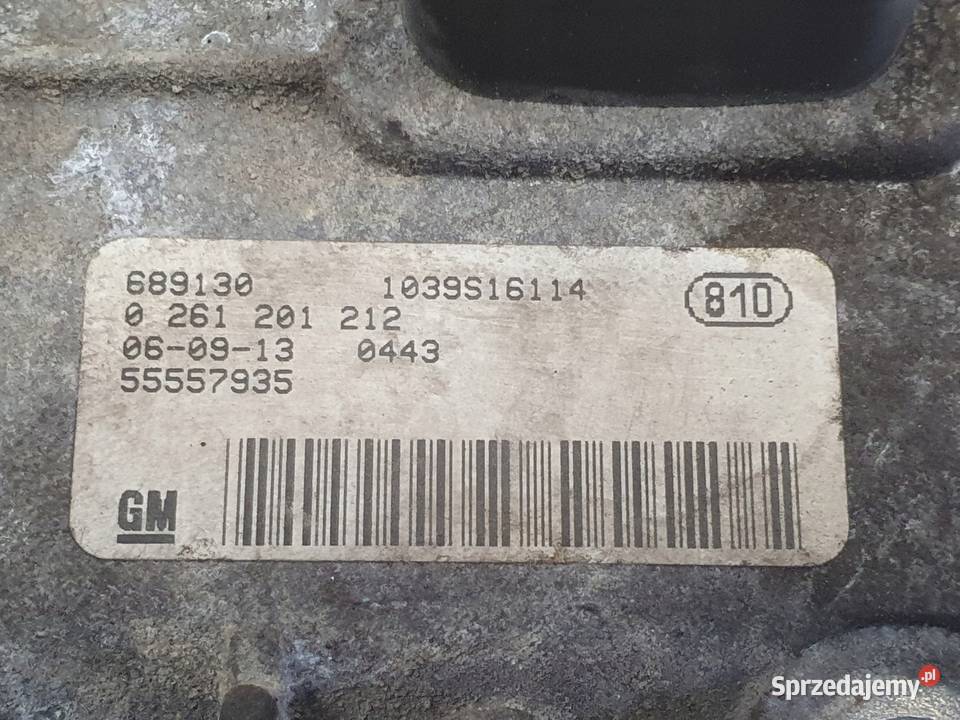 689130 1039S16114 810
0 261 201 212
06-09-13 0443
55557935
GM
Sprzedajemy.pl